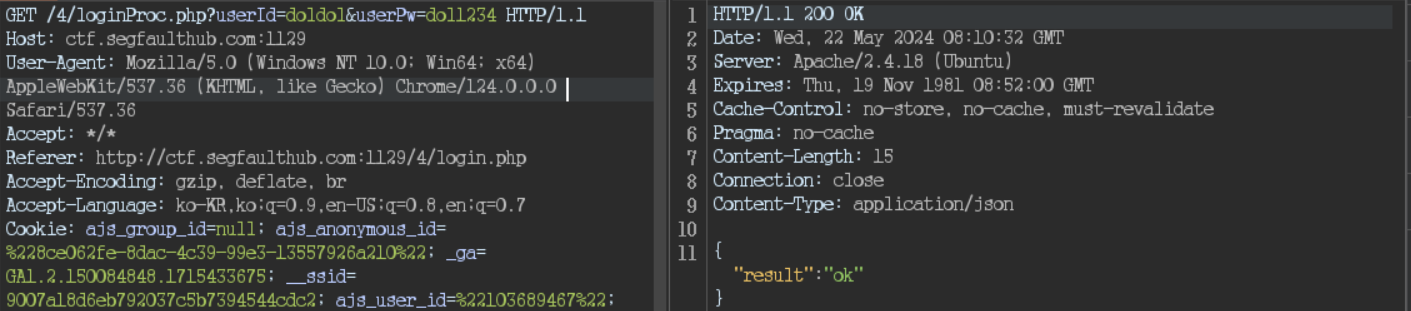 GET /4/loginProc.php?userId=doldol&userPw=dol1234 HTTP/1.1
Host: ctf.segfaulthub.com:1129
User-Agent: Mozilla/5.0 (Windows NT 10.0; Win64; x64)
AppleWebKit/537.36 (KHTML, like Gecko) Chrome/124.0.0.0
Safari/537.36
Accept: */*
Referer: http://ctf.segfaulthub.com:1129/4/login.php
Accept-Encoding: gzip, deflate, br
Accept-Language: ko-KR,ko;q=0.9,en-US;q=0.8,en;q=0.7
Cookie: ajs_group_id=null; ajs_anonymous_id=
%228ce062fe-8dac-4c39-99e3-13557926a210%22; _ga=
GA1.2.150084848.1715433675; __ssid=
9007a18d6eb792037c5b7394544cdc2; ajs_user_id=%22103689467%22;
1 HTTP/1.1 200 OK
2 Date: Wed, 22 May 2024 08:10:32 GMT
3 Server: Apache/2.4.18 (Ubuntu)
4 Expires: Thu, 19 Nov 1981 08:52:00 GMT
5 Cache-Control: no-store, no-cache, must-revalidate
6 Pragma: no-cache
7 Content-Length: 15
8 Connection: close
9 Content-Type: application/json
10
11 {
"result":"ok"
}